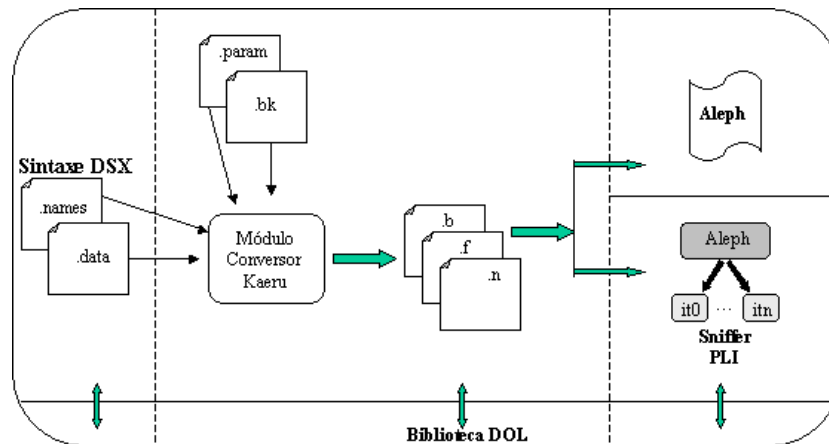 .param
.bk
Aleph
Sintaxe DSX
.names
.data
Módulo
Conversor
Kaeru
.b
.f
.n
Aleph
it0 ... itn
Sniffer
PLI
Biblioteca DOL